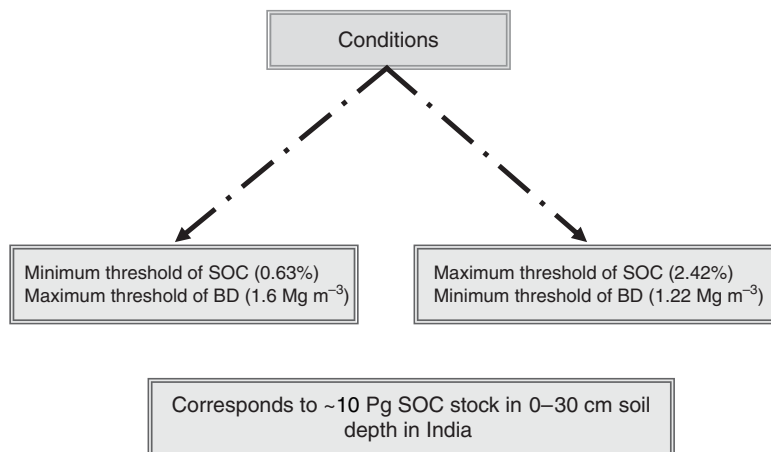 Conditions
Minimum threshold of SOC (0.63%)
Maximum threshold of BD (1.6 Mg m⁻³)
Maximum threshold of SOC (2.42%)
Minimum threshold of BD (1.22 Mg m⁻³)
Corresponds to ~10 Pg SOC stock in 0–30 cm soil
depth in India